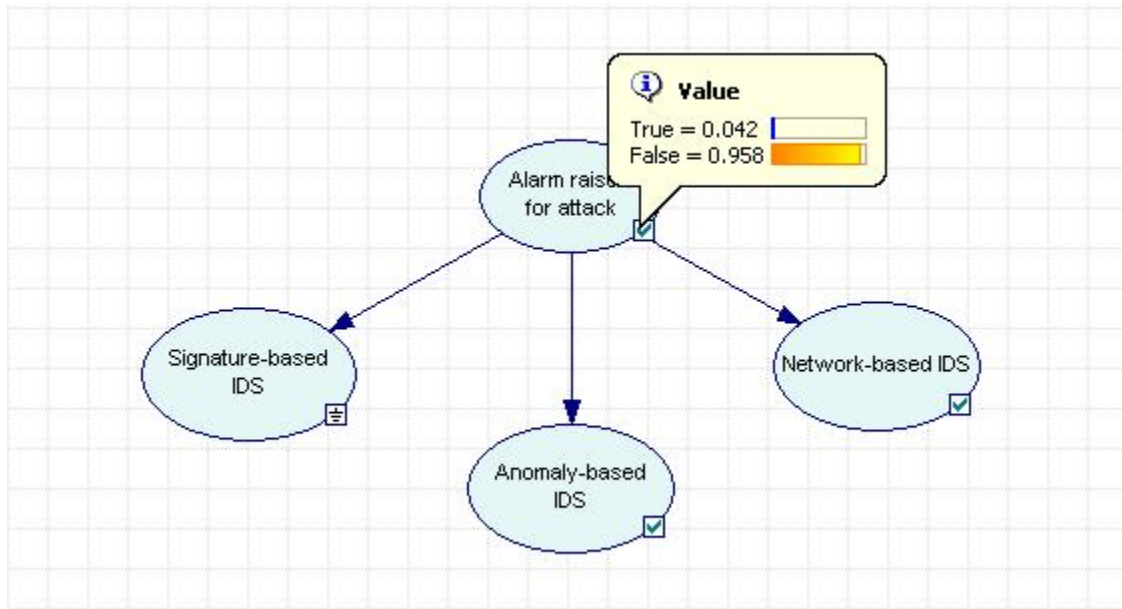 Value
True = 0.042
False = 0.958
Alarm
for attack
Signature-based
IDS
Network-based IDS
Anomaly-based
IDS